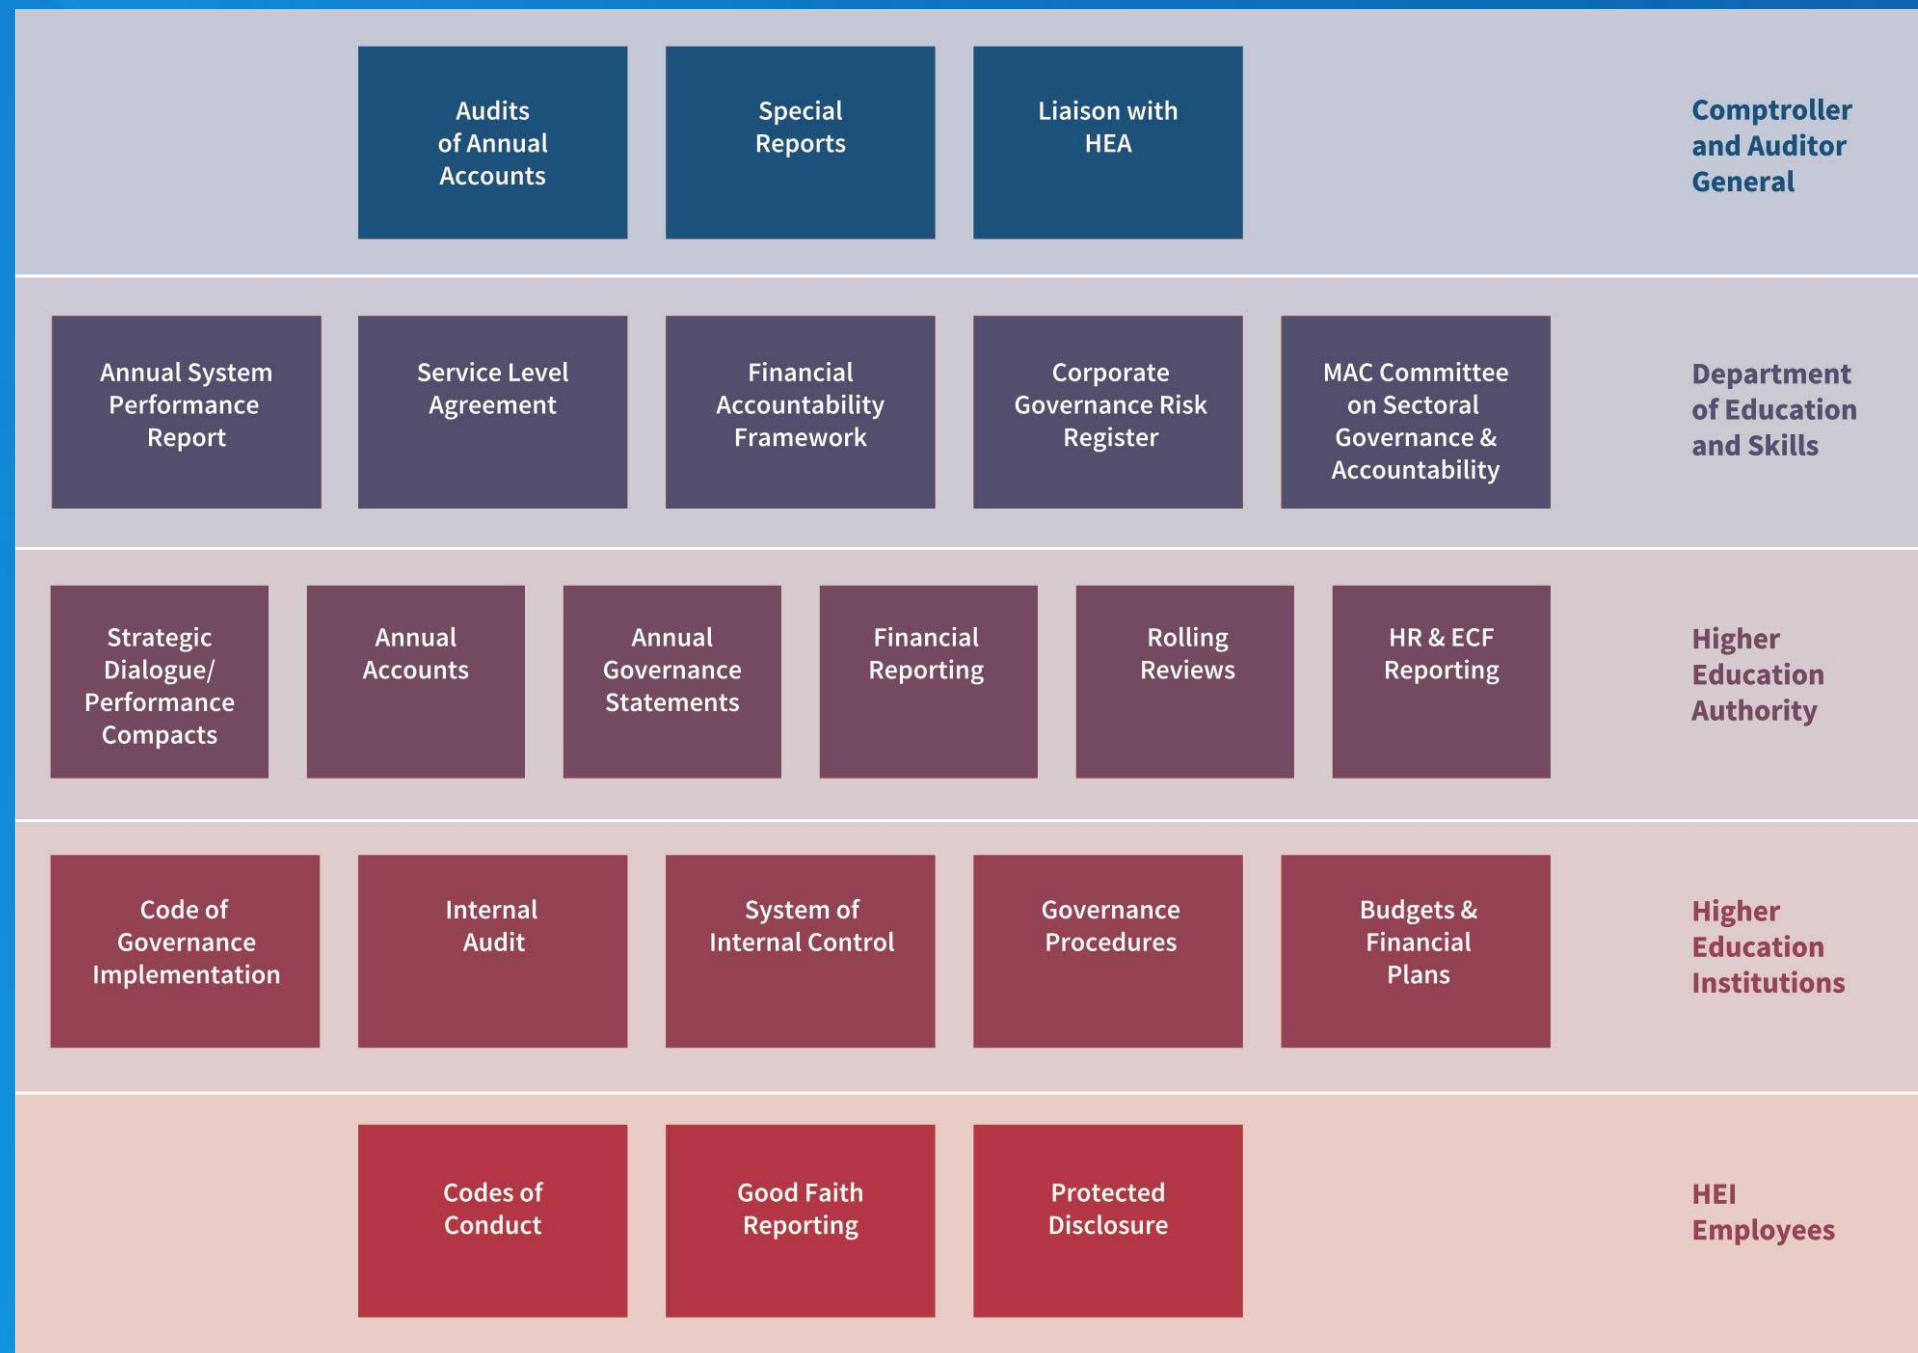 Audits
of Annual
Accounts
Special
Reports
Liaison with
HEA
Comptroller
and Auditor
General
Annual System
Performance
Report
Service Level
Agreement
Financial
Accountability
Framework
Corporate
Governance Risk
Register
MAC Committee
on Sectoral
Governance &
Accountability
Department
of Education
and Skills
Strategic
Dialogue/
Performance
Compacts
Annual
Accounts
Annual
Governance
Statements
Financial
Reporting
Rolling
Reviews
HR & ECF
Reporting
Higher
Education
Authority
Code of
Governance
Implementation
Internal
Audit
System of
Internal Control
Governance
Procedures
Budgets &
Financial
Plans
Higher
Education
Institutions
Codes of
Conduct
Good Faith
Reporting
Protected
Disclosure
HEI
Employees